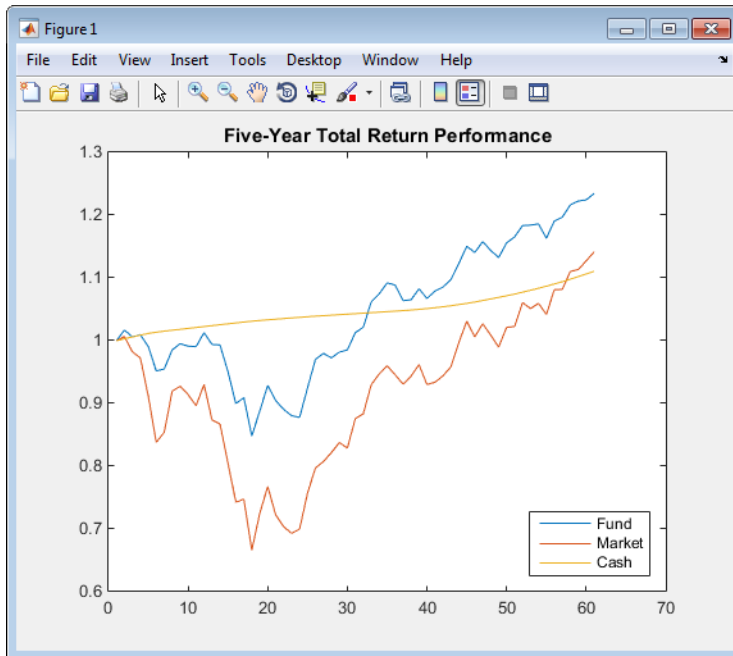 Figure 1
File Edit View Insert Tools Desktop Window Help
Five-Year Total Return Performance
1.3
1.2
1.1
1
0.9
0.8
0.7
0.6
0 10 20 30 40 50 60 70
Fund
Market
Cash